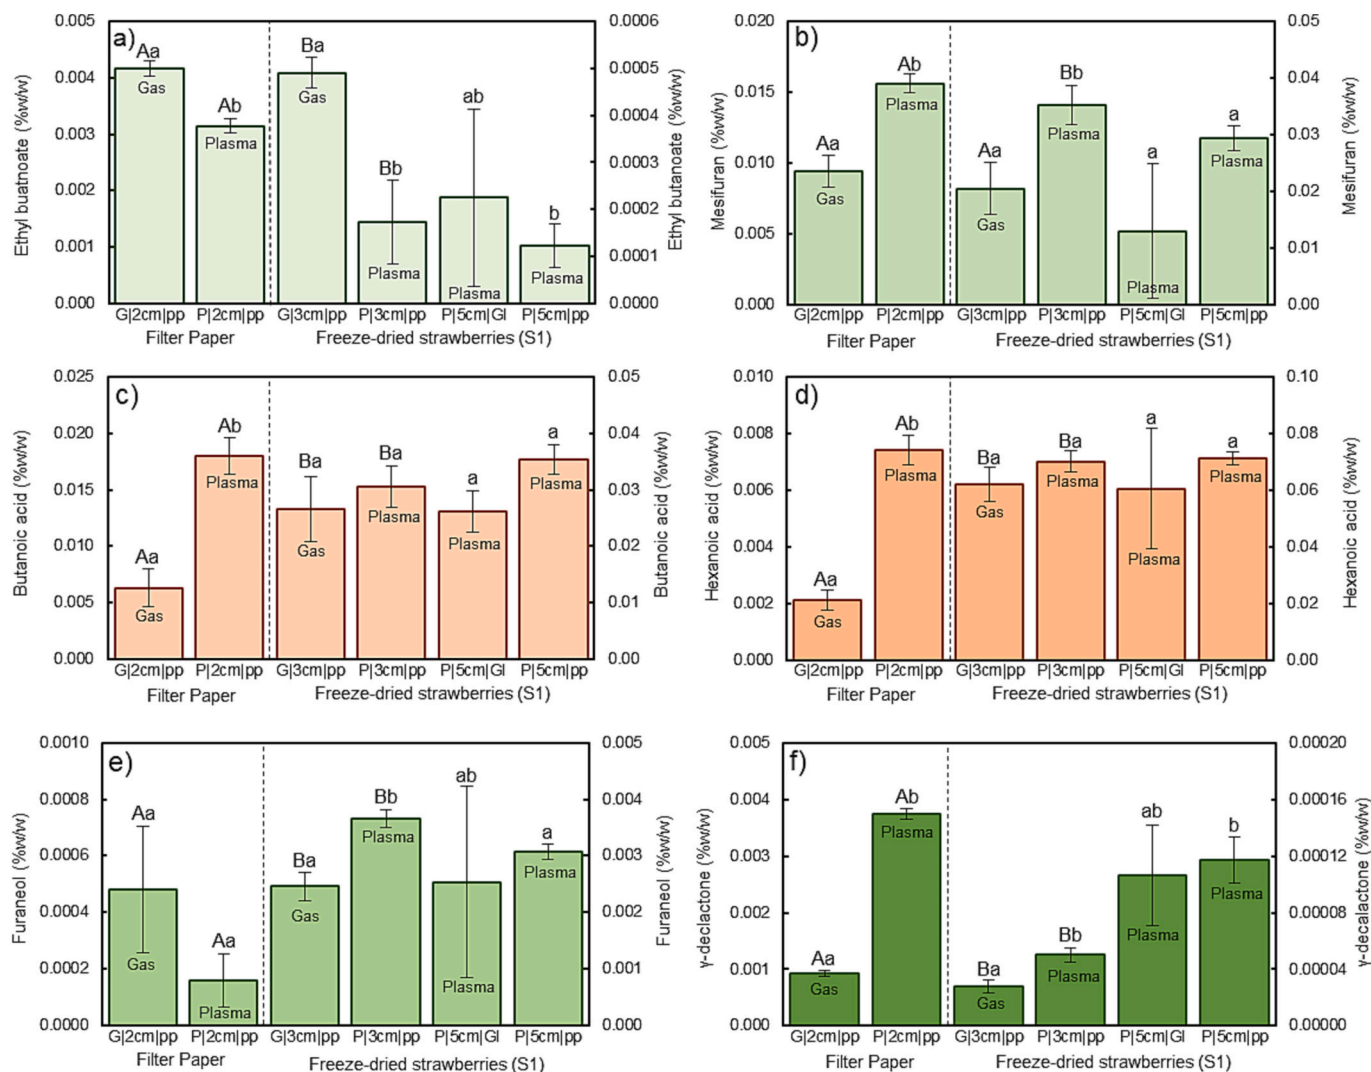 a)
Ethyl buatnoate (%w/w)
0.005
0.004
0.003
0.002
0.001
0.000
Aa
Gas
Ab
Plasma
Ba
Gas
Bb
Plasma
ab
Plasma
b
Plasma
0.0006
0.0005
0.0004
0.0003
0.0002
0.0001
0.0000
Ethyl butanoate (%w/w)
G|2cm|pp P|2cm|pp G|3cm|pp P|3cm|pp P|5cm|Gl P|5cm|pp
Filter Paper Freeze-dried strawberries (S1)
b)
Mesifuran (%w/w)
0.020
0.015
0.010
0.005
0.000
Aa
Gas
Ab
Plasma
Aa
Gas
Bb
Plasma
a
Plasma
a
Plasma
0.05
0.04
0.03
0.02
0.01
0.00
Mesifuran (%w/w)
G|2cm|pp P|2cm|pp G|3cm|pp P|3cm|pp P|5cm|Gl P|5cm|pp
Filter Paper Freeze-dried strawberries (S1)
c)
Butanoic acid (%w/w)
0.025
0.020
0.015
0.010
0.005
0.000
Aa
Gas
Ab
Plasma
Ba
Gas
Ba
Plasma
a
Plasma
a
Plasma
0.05
0.04
0.03
0.02
0.01
0.00
Butanoic acid (%w/w)
G|2cm|pp P|2cm|pp G|3cm|pp P|3cm|pp P|5cm|Gl P|5cm|pp
Filter Paper Freeze-dried strawberries (S1)
d)
Hexanoic acid (%w/w)
0.010
0.008
0.006
0.004
0.002
0.000
Aa
Gas
Ab
Plasma
Ba
Gas
Ba
Plasma
a
Plasma
a
Plasma
0.10
0.08
0.06
0.04
0.02
0.00
Hexanoic acid (%w/w)
G|2cm|pp P|2cm|pp G|3cm|pp P|3cm|pp P|5cm|Gl P|5cm|pp
Filter Paper Freeze-dried strawberries (S1)
e)
Furaneol (%w/w)
0.0010
0.0008
0.0006
0.0004
0.0002
0.0000
Aa
Gas
Aa
Plasma
Ba
Gas
Bb
Plasma
ab
Plasma
a
Plasma
0.005
0.004
0.003
0.002
0.001
0.000
Furaneol (%w/w)
G|2cm|pp P|2cm|pp G|3cm|pp P|3cm|pp P|5cm|Gl P|5cm|pp
Filter Paper Freeze-dried strawberries (S1)
f)
γ-declactone (%w/w)
0.005
0.004
0.003
0.002
0.001
0.000
Aa
Gas
Ab
Plasma
Ba
Gas
Bb
Plasma
ab
Plasma
b
Plasma
0.00020
0.00016
0.00012
0.00008
0.00004
0.00000
γ-decalactone (%w/w)
G|2cm|pp P|2cm|pp G|3cm|pp P|3cm|pp P|5cm|Gl P|5cm|pp
Filter Paper Freeze-dried strawberries (S1)